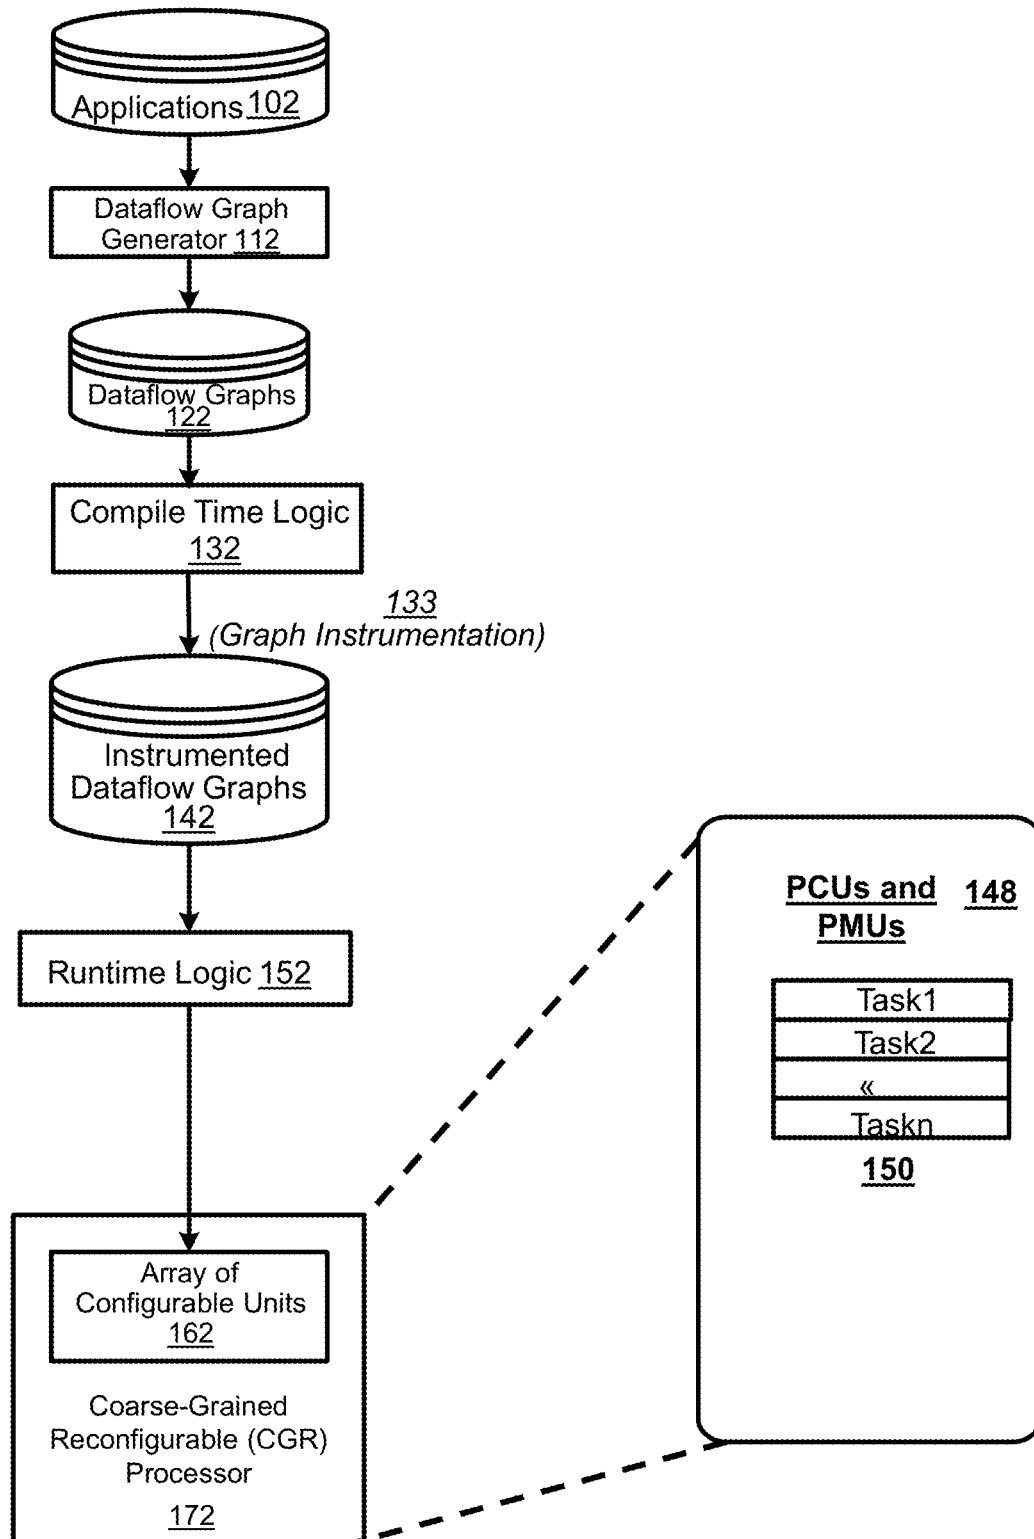 Applications 102
Dataflow Graph
Generator 112
Dataflow Graphs
122
Compile Time Logic
132
133
(Graph Instrumentation)
Instrumented
Dataflow Graphs
142
Runtime Logic 152
Array of
Configurable Units
162
Coarse-Grained
Reconfigurable (CGR)
Processor
172
PCUs and 148
PMUs
Task1
Task2
«
Taskn
150